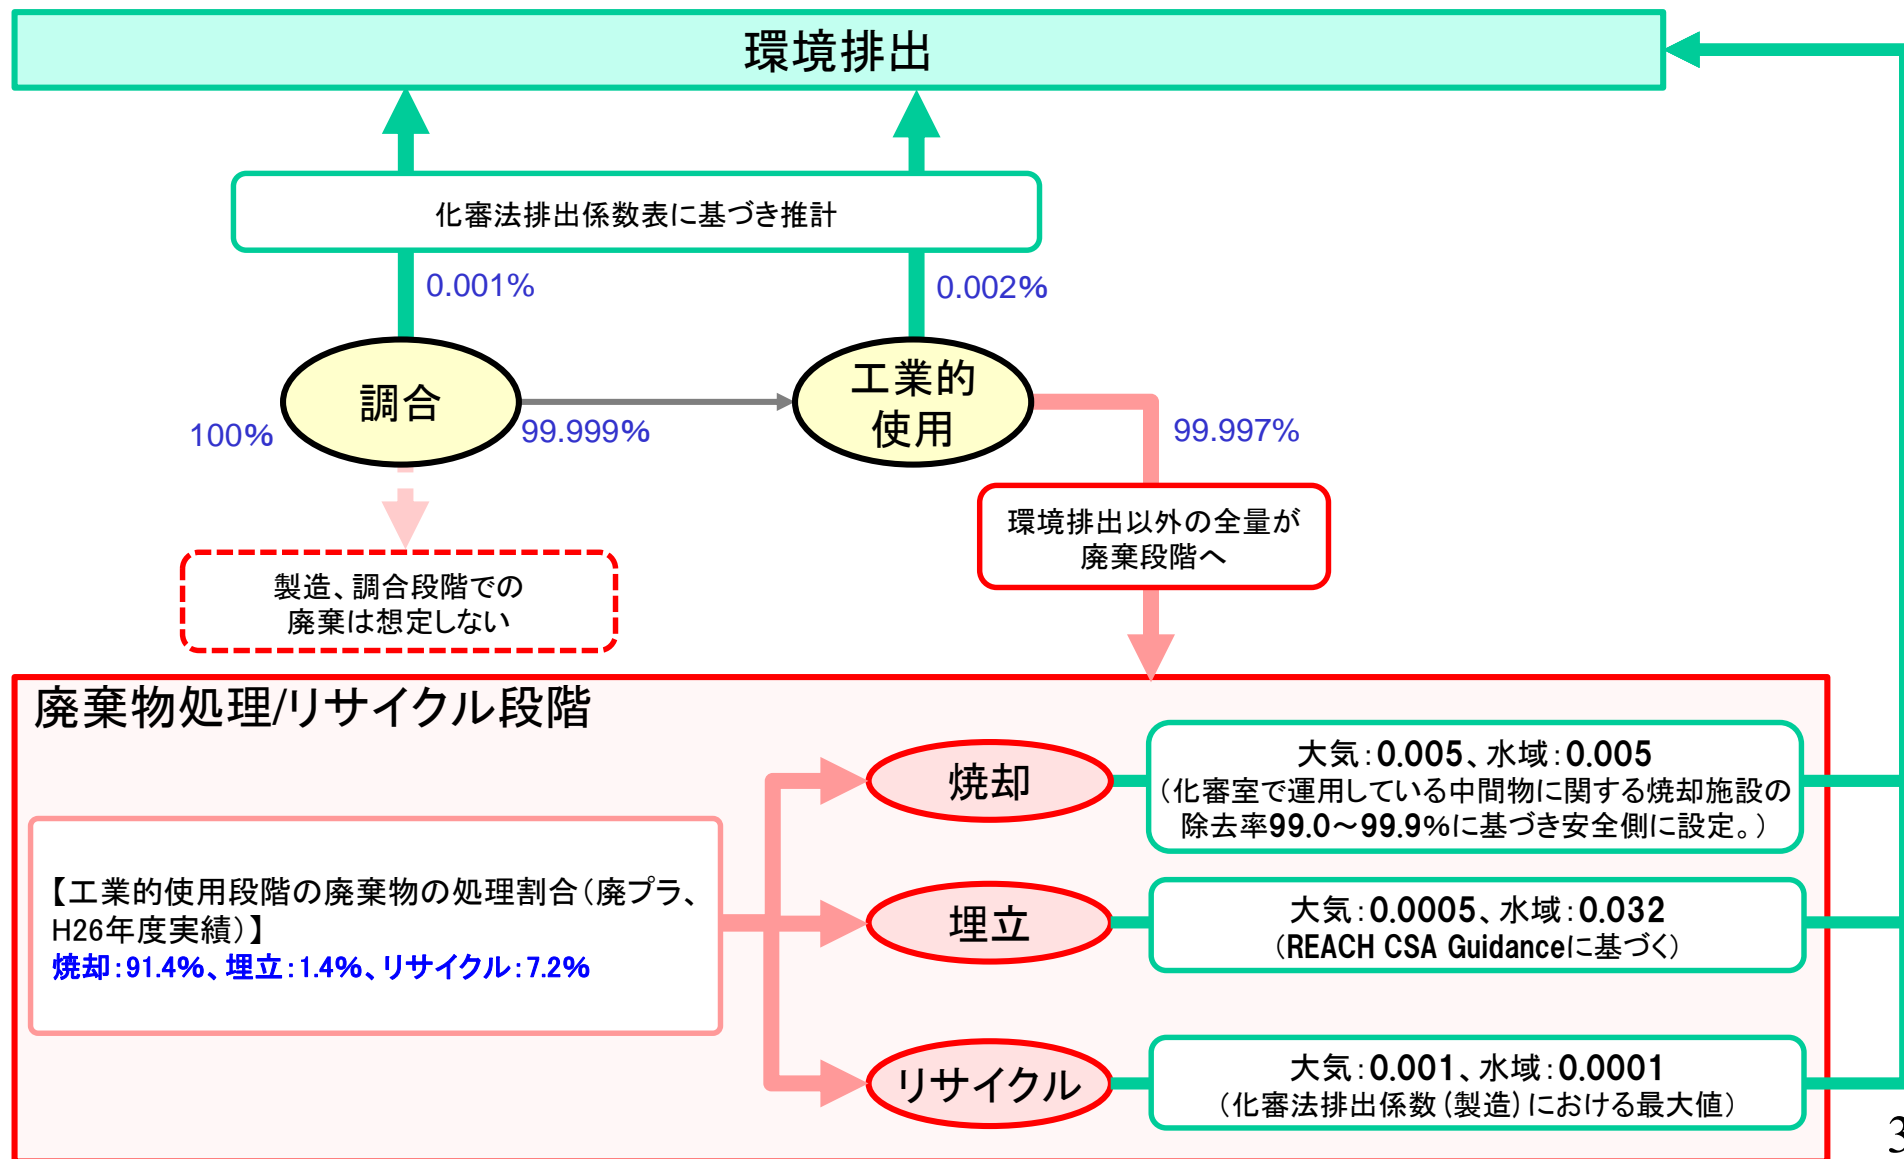 環境排出
化審法排出係数表に基づき推計
0.001%
0.002%
調合
工業的
使用
100%
99.999%
99.997%
環境排出以外の全量が
廃棄段階へ
製造、調合段階での
廃棄は想定しない
廃棄物処理/リサイクル段階
【工業的使用段階の廃棄物の処理割合(廃プラ、
H26年度実績)】
焼却:91.4%、埋立:1.4%、リサイクル:7.2%
焼却
大気:0.005、水域:0.005
(化審室で運用している中間物に関する焼却施設の
除去率99.0~99.9%に基づき安全側に設定。)
埋立
大気:0.0005、水域:0.032
(REACH CSA Guidanceに基づく)
リサイクル
大気:0.001、水域:0.0001
(化審法排出係数(製造)における最大値)
3